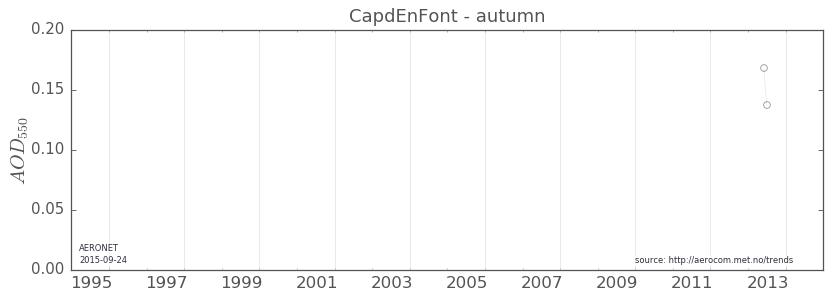 CapdEnFont - autumn
0.20
0.15
0.10
0.05
0.00
AOD550
AERONET
2015-09-24
source: http://aerocom.met.no/trends
1995 1997 1999 2001 2003 2005 2007 2009 2011 2013